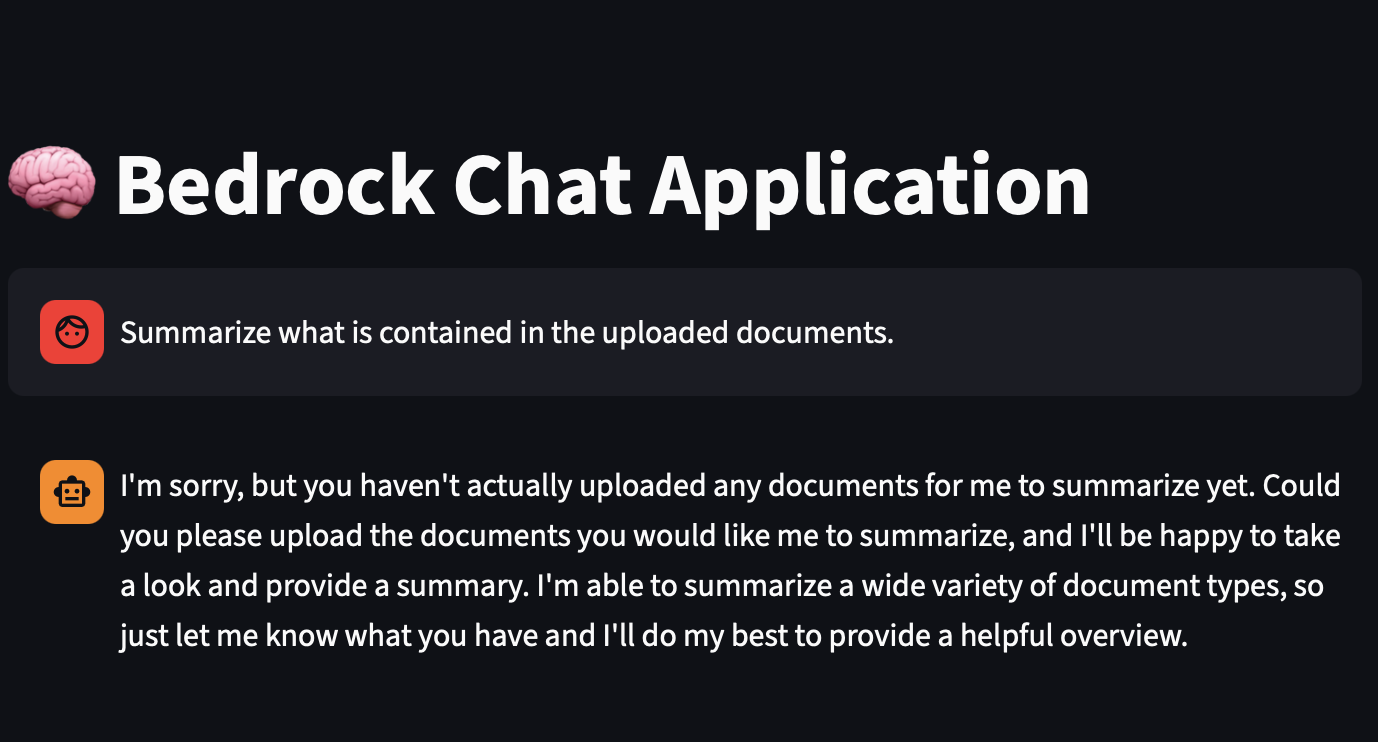 Bedrock Chat Application
Summarize what is contained in the uploaded documents.
I'm sorry, but you haven't actually uploaded any documents for me to summarize yet. Could
you please upload the documents you would like me to summarize, and I'll be happy to take
a look and provide a summary. I'm able to summarize a wide variety of document types, so
just let me know what you have and I'll do my best to provide a helpful overview.